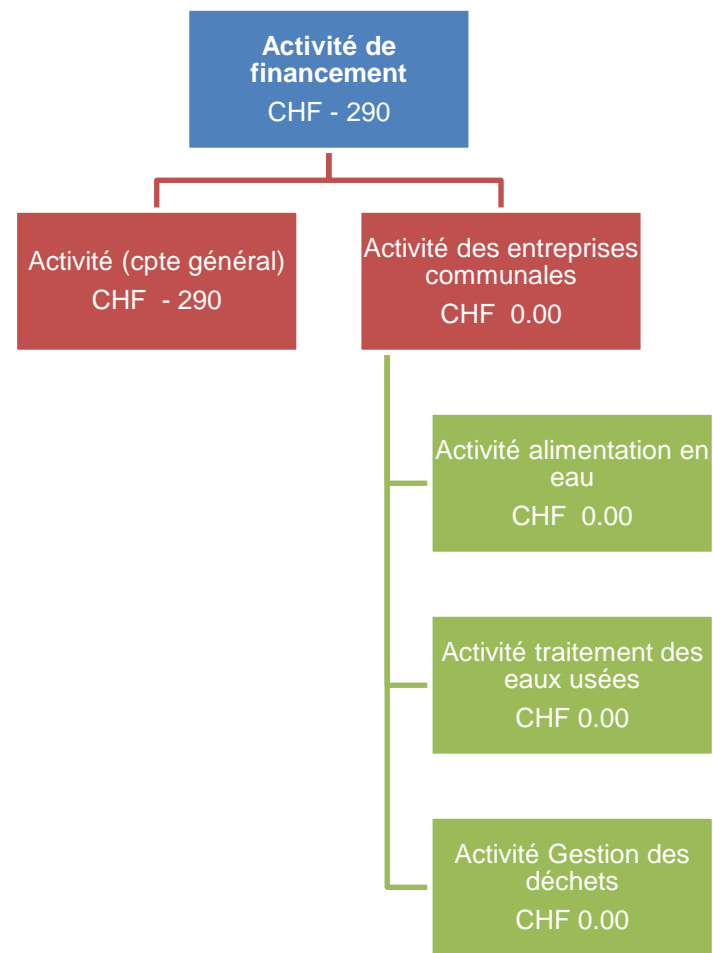 Activité de
financement
CHF - 290
Activité (cpte général)
CHF  - 290
Activité des entreprises
communales
CHF  0.00
Activité alimentation en
eau
CHF  0.00
Activité traitement des
eaux usées
CHF 0.00
Activité Gestion des
déchets
CHF 0.00